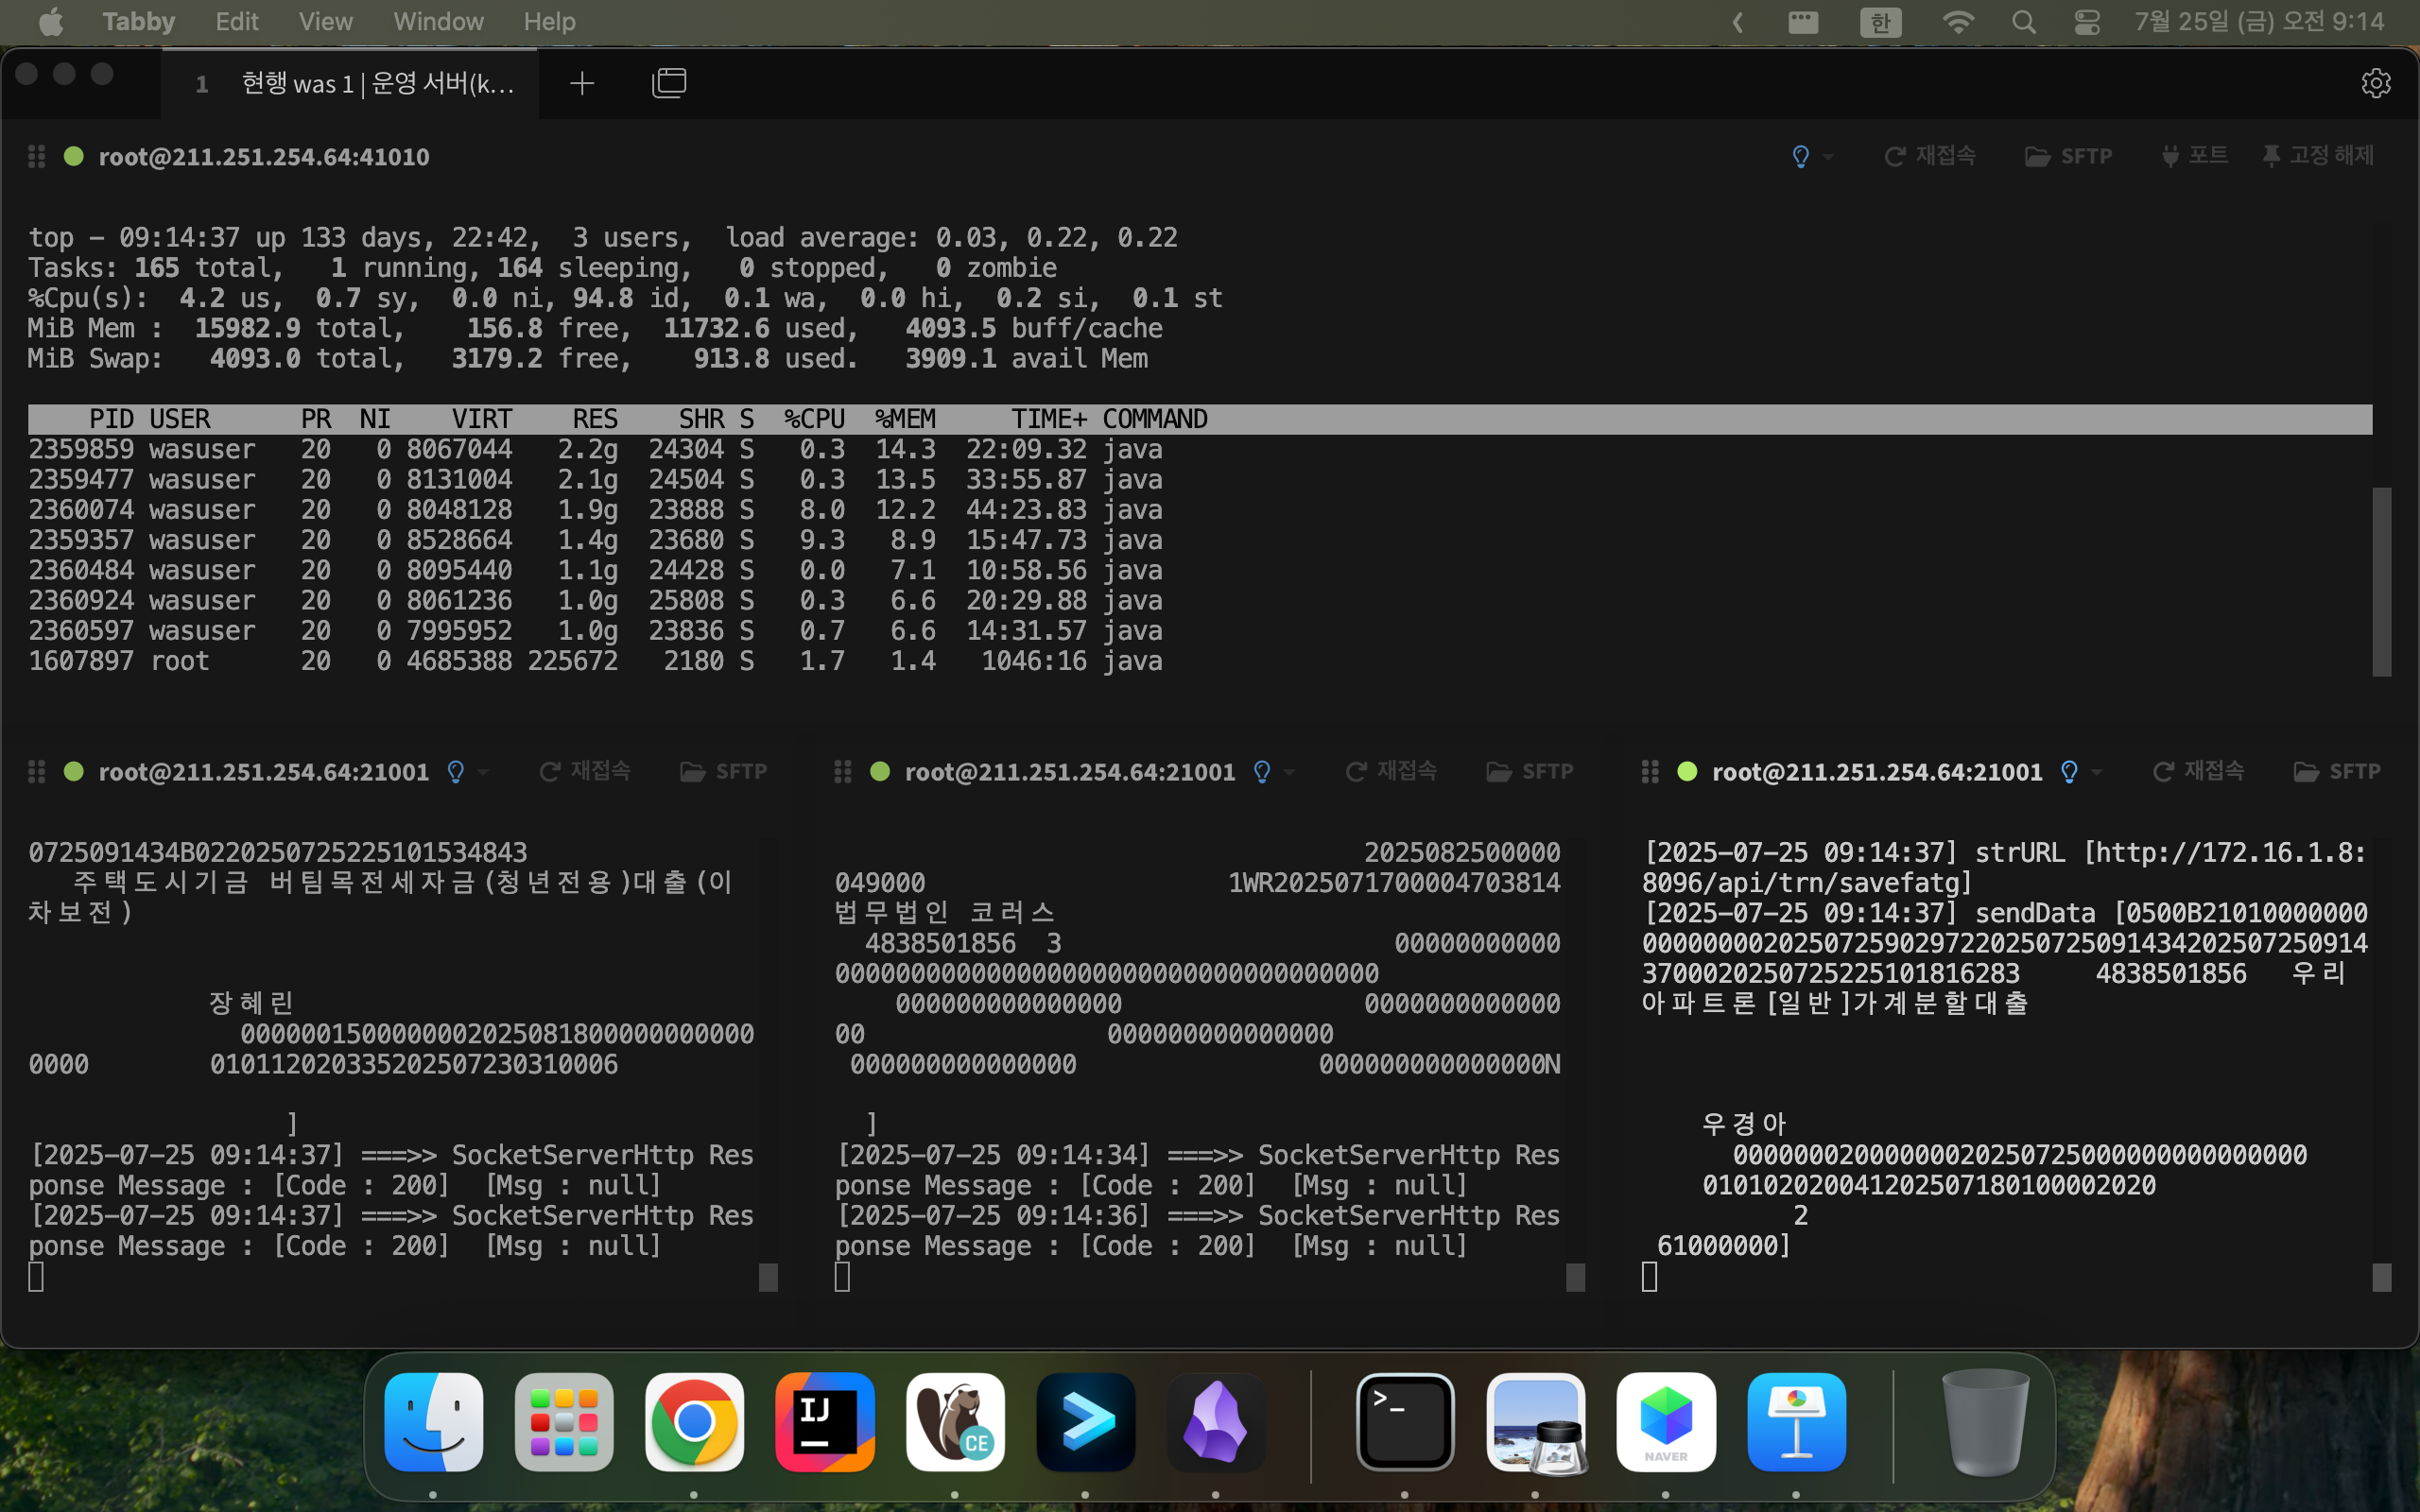 Tabby Edit View Window Help 한 7월 25일 (금) 오전 9:14
1 현행 was 1 | 운영 서버(k...
root@211.251.254.64:41010 재접속 SFTP 포트 고정 해제
top - 09:14:37 up 133 days, 22:42, 3 users, load average: 0.03, 0.22, 0.22
Tasks: 165 total, 1 running, 164 sleeping, 0 stopped, 0 zombie
%Cpu(s): 4.2 us, 0.7 sy, 0.0 ni, 94.8 id, 0.1 wa, 0.0 hi, 0.2 si, 0.1 st
MiB Mem : 15982.9 total, 156.8 free, 11732.6 used, 4093.5 buff/cache
MiB Swap: 4093.0 total, 3179.2 free, 913.8 used. 3909.1 avail Mem
PID USER PR NI VIRT RES SHR S %CPU %MEM TIME+ COMMAND
2359859 wasuser 20 0 8067044 2.2g 24304 S 0.3 14.3 22:09.32 java
2359477 wasuser 20 0 8131004 2.1g 24504 S 0.3 13.5 33:55.87 java
2360074 wasuser 20 0 8048128 1.9g 23888 S 8.0 12.2 44:23.83 java
2359357 wasuser 20 0 8528664 1.4g 23680 S 9.3 8.9 15:47.73 java
2360484 wasuser 20 0 8095440 1.1g 24428 S 0.0 7.1 10:58.56 java
2360924 wasuser 20 0 8061236 1.0g 25808 S 0.3 6.6 20:29.88 java
2360597 wasuser 20 0 7995952 1.0g 23836 S 0.7 6.6 14:31.57 java
1607897 root 20 0 4685388 225672 2180 S 1.7 1.4 1046:16 java
root@211.251.254.64:21001 재접속 SFTP
0725091434B0220250725225101534843
주택도시기금 버팀목전세자금(청년전용)대출(이
차보전)
장혜린
0000001500000002025081800000000000
0000 010112020335202507230310006
]
[2025-07-25 09:14:37] ===>> SocketServerHttp Res
ponse Message : [Code : 200] [Msg : null]
[2025-07-25 09:14:37] ===>> SocketServerHttp Res
ponse Message : [Code : 200] [Msg : null]
root@211.251.254.64:21001 재접속 SFTP
2025082500000
049000 1WR2025071700004703814
법무법인 코러스
4838501856 3 00000000000
000000000000000000000000000000000000
000000000000000 0000000000000
00 000000000000000
000000000000000 000000000000000N
]
[2025-07-25 09:14:34] ===>> SocketServerHttp Res
ponse Message : [Code : 200] [Msg : null]
[2025-07-25 09:14:36] ===>> SocketServerHttp Res
ponse Message : [Code : 200] [Msg : null]
root@211.251.254.64:21001 재접속 SFTP
[2025-07-25 09:14:37] strURL [http://172.16.1.8:
8096/api/trn/savefatg]
[2025-07-25 09:14:37] sendData [0500B21010000000
000000002025072590297220250725091434202507250914
3700020250725225101816283 4838501856 우리
아파트론[일반]가계분할대출
우경아
00000002000000020250725000000000000000
010102020041202507180100002020
2
61000000]
IJ
CE
>_
NAVER